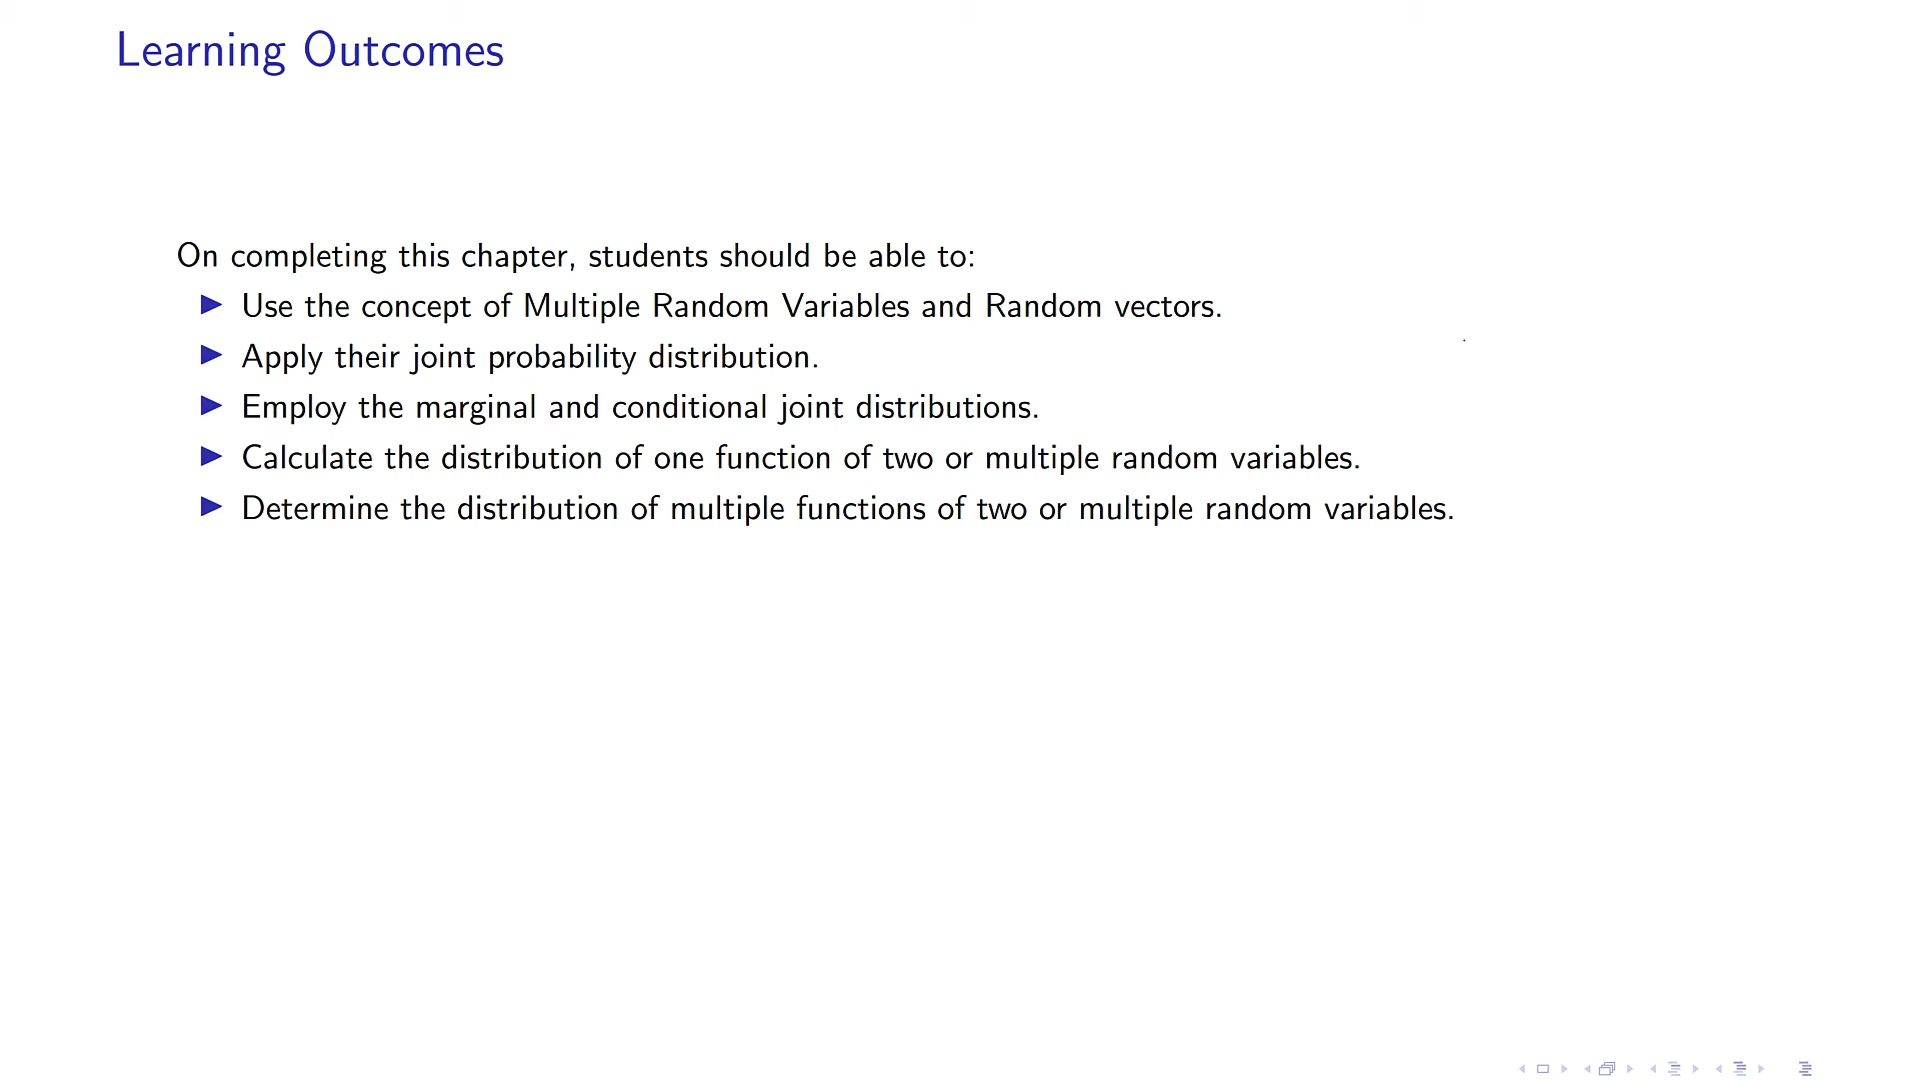 Learning Outcomes
On completing this chapter, students should be able to:
Use the concept of Multiple Random Variables and Random vectors.
Apply their joint probability distribution.
Employ the marginal and conditional joint distributions.
Calculate the distribution of one function of two or multiple random variables.
Determine the distribution of multiple functions of two or multiple random variables.